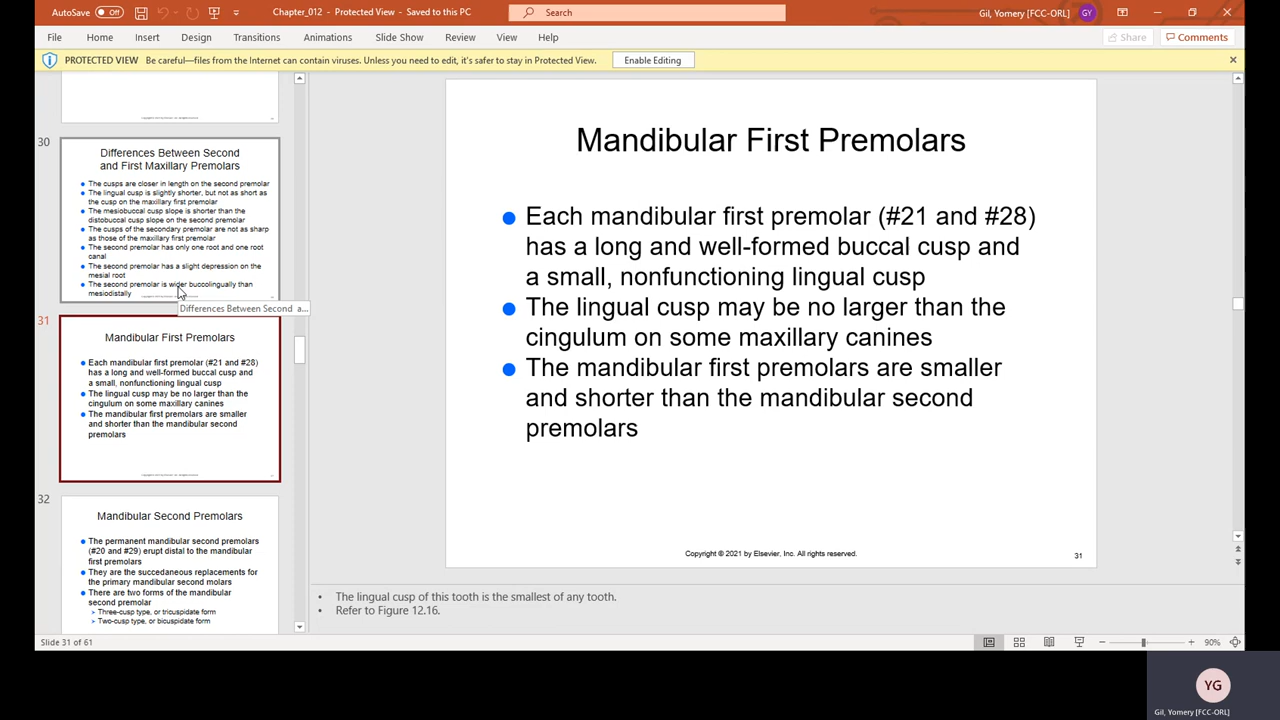 AutoSave Off Chapter_012 - Protected View - Saved to this PC Search Gil, Yomery [FCC-ORL] GY
File Home Insert Design Transitions Animations Slide Show Review View Help Share Comments
PROTECTED VIEW Be careful—files from the Internet can contain viruses. Unless you need to edit, it's safer to stay in Protected View. Enable Editing
30
Differences Between Second
and First Maxillary Premolars
The cusps are closer in length on the second premolar
The lingual cusp is slightly shorter, but not as short as
the cusp on the maxillary first premolar
The mesiobuccal cusp slope is shorter than the
distobuccal cusp slope on the second premolar
The cusps of the secondary premolar are not as sharp
as those of the maxillary first premolar
The second premolar has only one root and one root
canal
The second premolar has a slight depression on the
mesial root
The second premolar is wider buccolingually than
mesiodistally
Differences Between Second a...
31
Mandibular First Premolars
Each mandibular first premolar (#21 and #28)
has a long and well-formed buccal cusp and
a small, nonfunctioning lingual cusp
The lingual cusp may be no larger than the
cingulum on some maxillary canines
The mandibular first premolars are smaller
and shorter than the mandibular second
premolars
32
Mandibular Second Premolars
The permanent mandibular second premolars
(#20 and #29) erupt distal to the mandibular
first premolars
They are the succedaneous replacements for
the primary mandibular second molars
There are two forms of the mandibular
second premolar
Three-cusp type, or tricuspidate form
Two-cusp type, or bicuspidate form
Mandibular First Premolars
Each mandibular first premolar (#21 and #28)
has a long and well-formed buccal cusp and
a small, nonfunctioning lingual cusp
The lingual cusp may be no larger than the
cingulum on some maxillary canines
The mandibular first premolars are smaller
and shorter than the mandibular second
premolars
Copyright © 2021 by Elsevier, Inc. All rights reserved. 31
The lingual cusp of this tooth is the smallest of any tooth.
Refer to Figure 12.16.
Slide 31 of 61 90%
YG
Gil, Yomery [FCC-ORL]